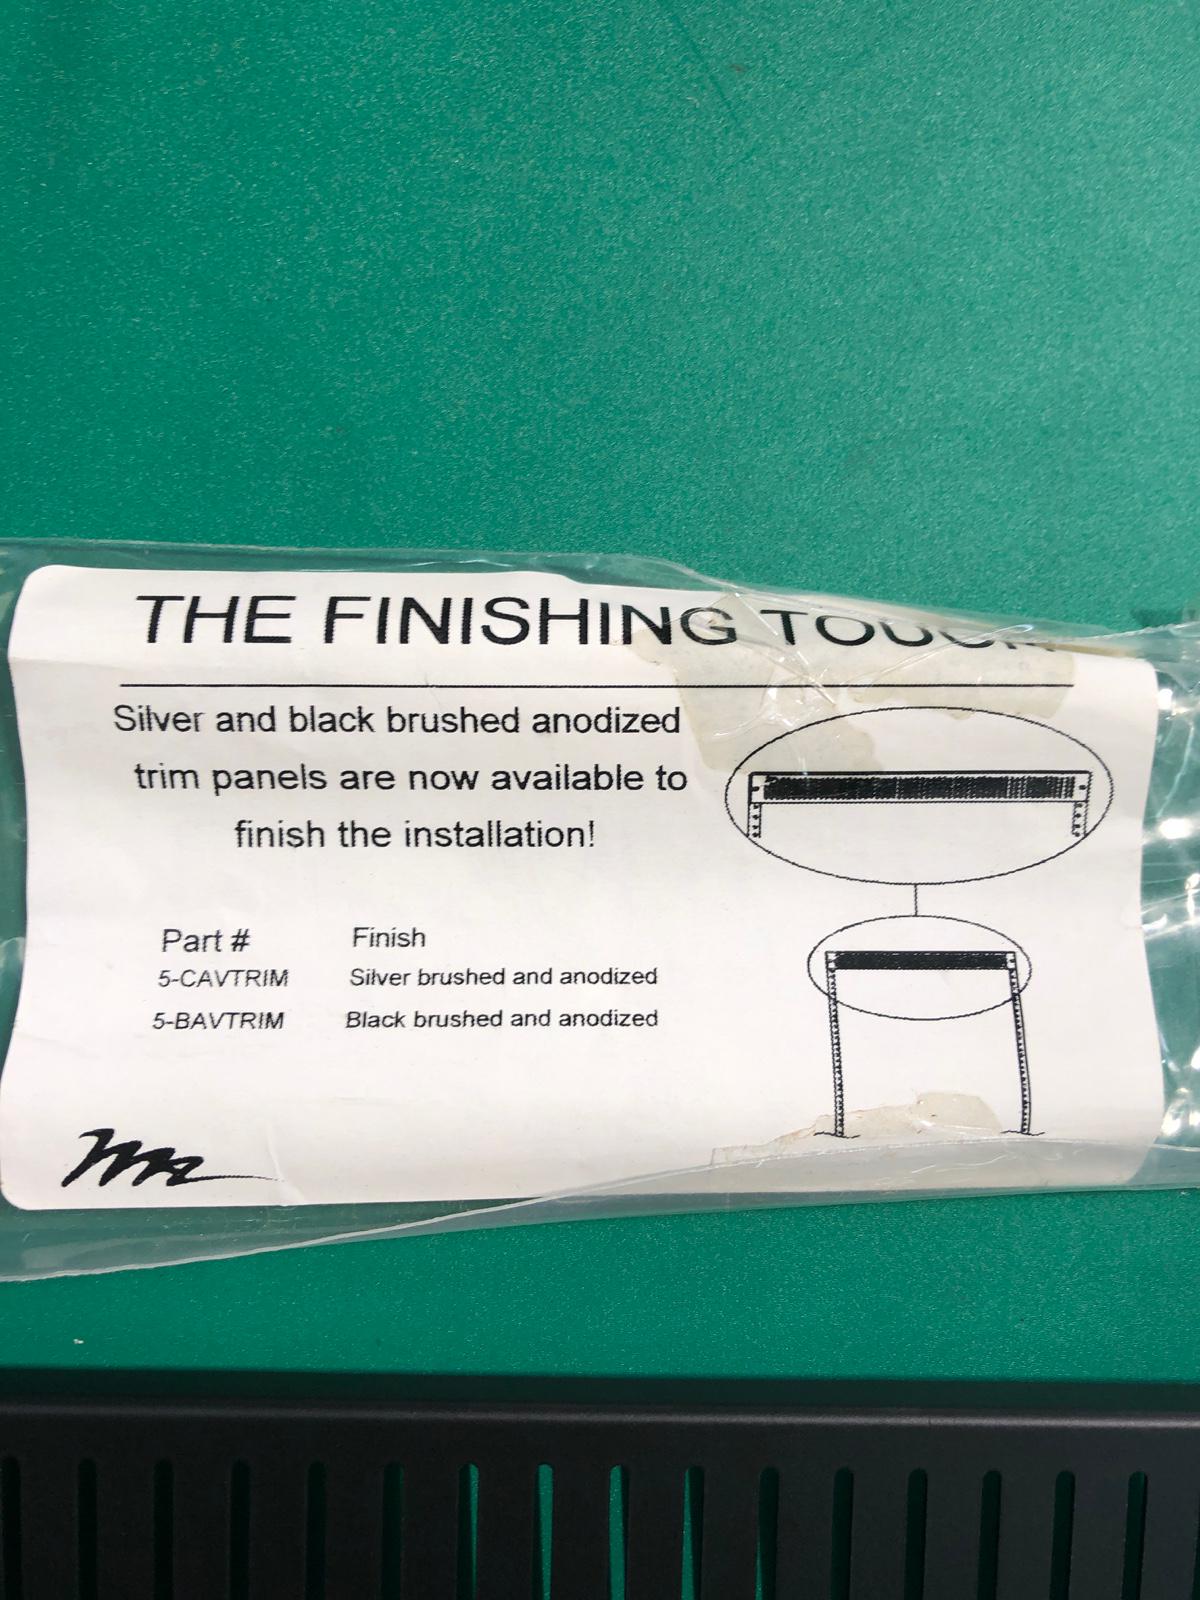 THE FINISHING TOUCH
Silver and black brushed anodized
trim panels are now available to
finish the installation!
Part # Finish
5-CAVTRIM Silver brushed and anodized
5-BAVTRIM Black brushed and anodized